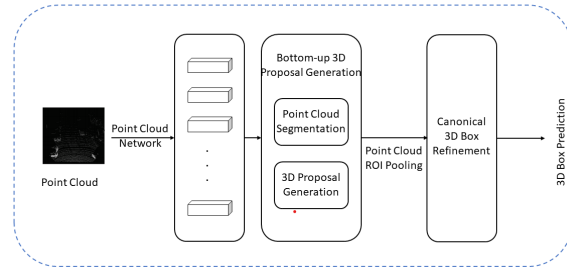 Point Cloud
Point Cloud
Network
Bottom-up 3D
Proposal Generation
Point Cloud
Segmentation
3D Proposal
Generation
Point Cloud
ROI Pooling
Canonical
3D Box
Refinement
3D Box Prediction